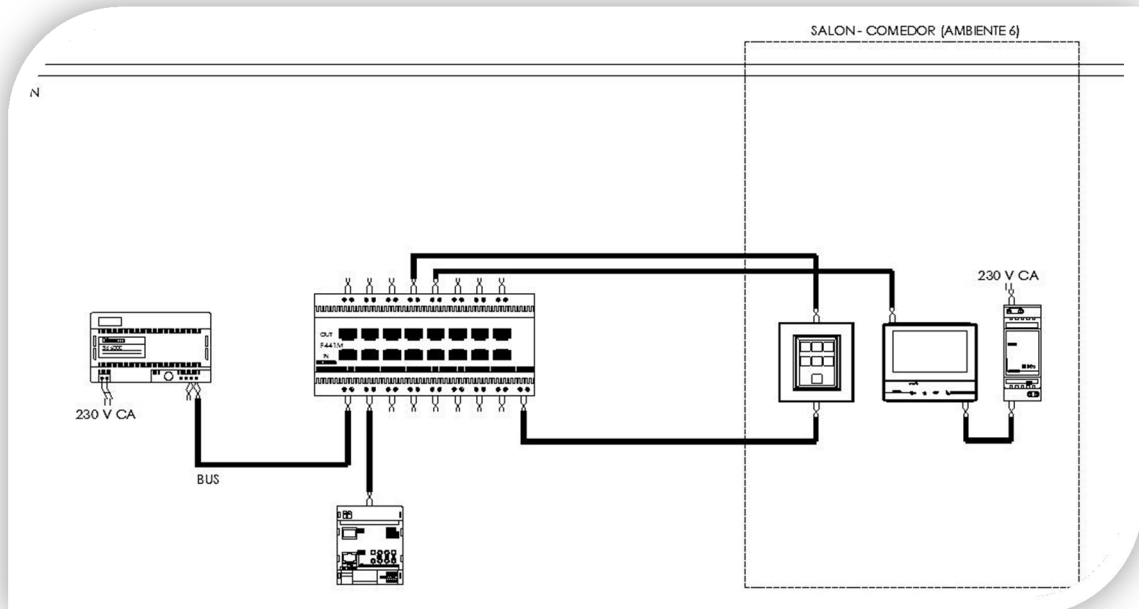 SALON- COMEDOR (AMBIENTE 6)
N
230 V CA
OUT
F441M
IN
230 V CA
BUS